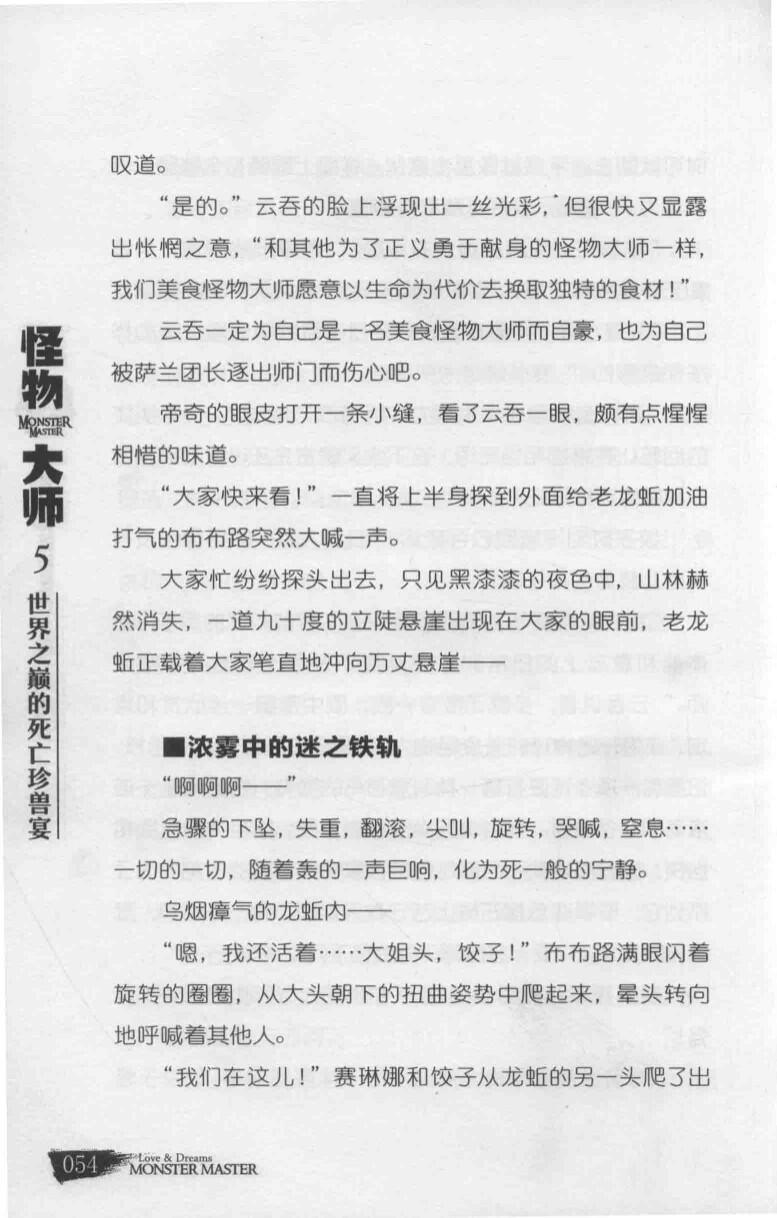 叹道。
“是的。”云吞的脸上浮现出一丝光彩，但很快又显露
出怅惘之意，“和其他为了正义勇于献身的怪物大师一样，
我们美食怪物大师愿意以生命为代价去换取独特的食材！”
云吞一定为自己是一名美食怪物大师而自豪，也为自己
被萨兰团长逐出师门而伤心吧。
帝奇的眼皮打开一条小缝，看了云吞一眼，颇有点惺惺
相惜的味道。
“大家快来看！”一直将上半身探到外面给老龙蚯加油
打气的布布路突然大喊一声。
大家忙纷纷探头出去，只见黑漆漆的夜色中，山林赫
然消失，一道九十度的立陡悬崖出现在大家的眼前，老龙
蚯正载着大家笔直地冲向万丈悬崖——
■浓雾中的迷之铁轨
“啊啊啊——”
急骤的下坠，失重，翻滚，尖叫，旋转，哭喊，窒息……
一切的一切，随着轰的一声巨响，化为死一般的宁静。
乌烟瘴气的龙蚯内——
“嗯，我还活着……大姐头，饺子！”布布路满眼闪着
旋转的圈圈，从大头朝下的扭曲姿势中爬起来，晕头转向
地呼喊着其他人。
“我们在这儿！”赛琳娜和饺子从龙蚯的另一头爬了出
怪物
MONSTER
MASTER
大师
5
世界之巅的死亡珍兽宴
054
Love & Dreams
MONSTER MASTER